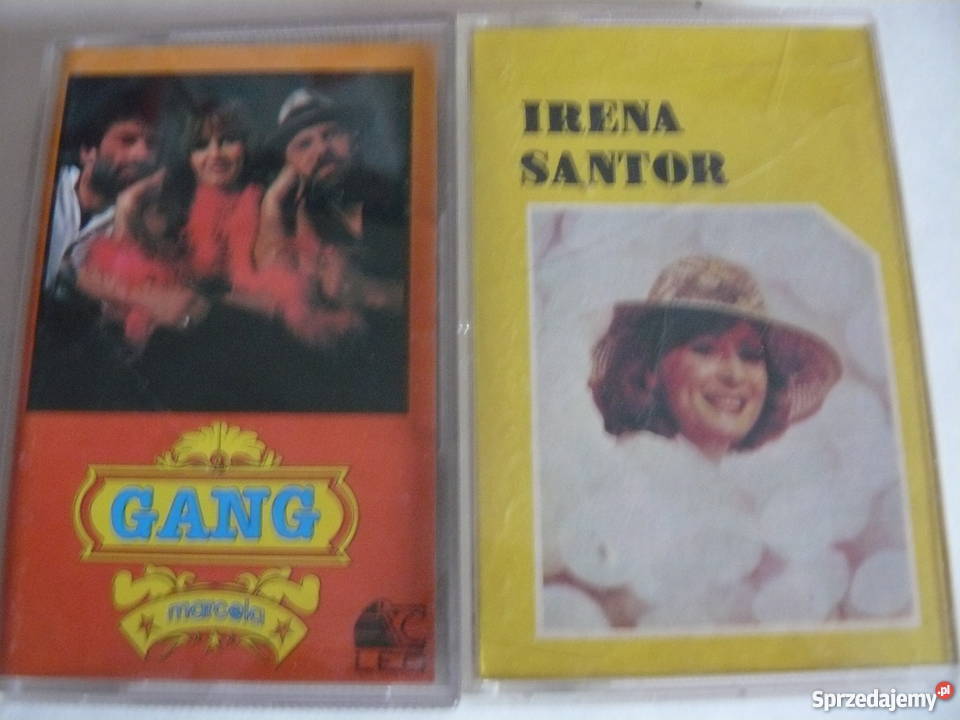 GANG
marcela
IRENA
SANTOR
Sprzedajemy.pl